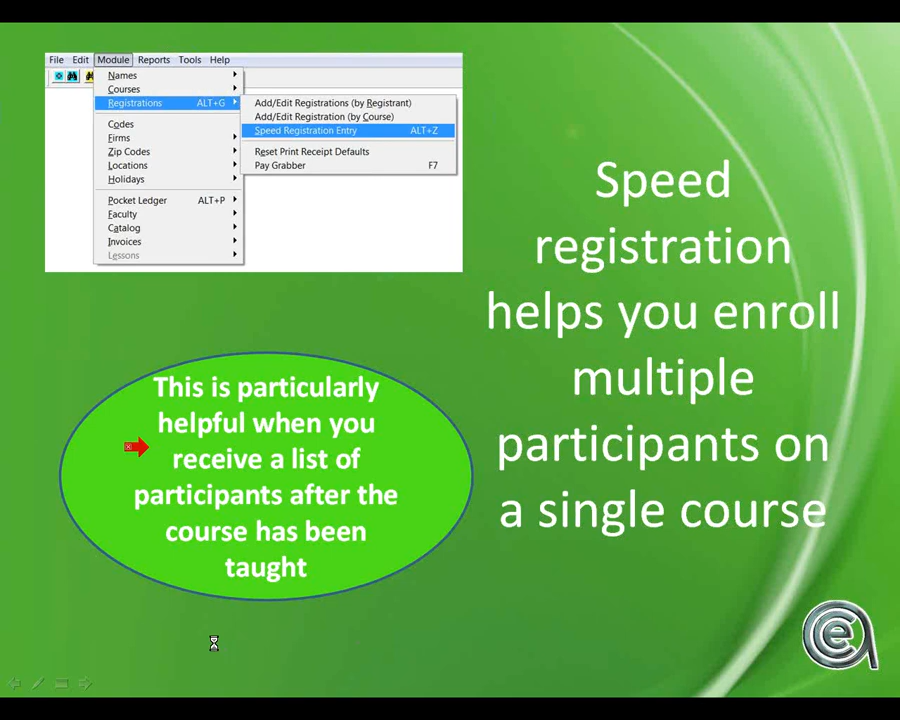 File Edit Module Reports Tools Help
Names
Courses
Registrations ALT+G
Codes
Firms
Zip Codes
Locations
Holidays
Pocket Ledger ALT+P
Faculty
Catalog
Invoices
Lessons
Add/Edit Registrations (by Registrant)
Add/Edit Registration (by Course)
Speed Registration Entry ALT+Z
Reset Print Receipt Defaults
Pay Grabber F7
Speed
registration
helps you enroll
multiple
participants on
a single course
This is particularly
helpful when you
receive a list of
participants after the
course has been
taught